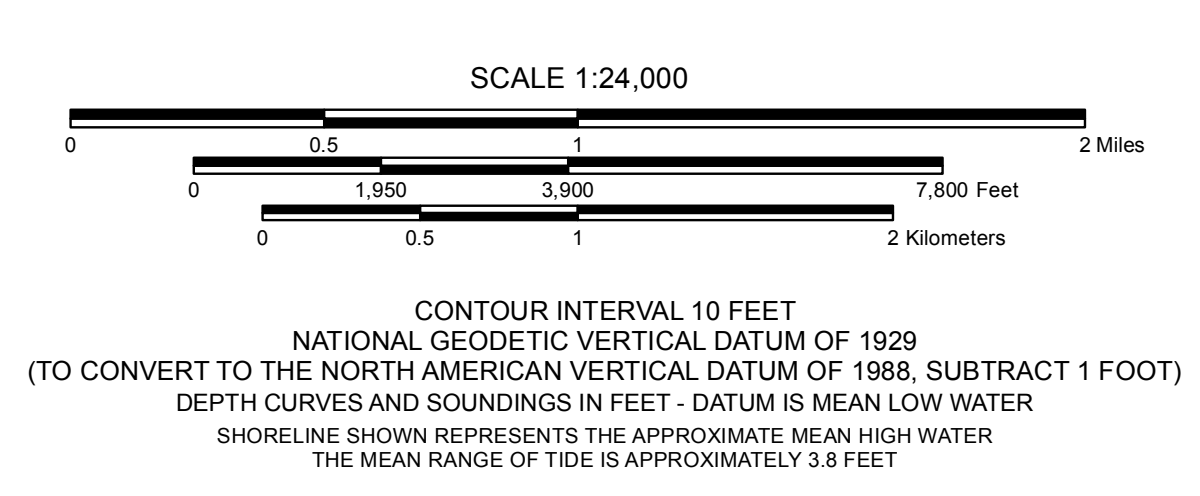 SCALE 1:24,000
0 0.5 1 2 Miles
0 1,950 3,900 7,800 Feet
0 0.5 1 2 Kilometers
CONTOUR INTERVAL 10 FEET
NATIONAL GEODETIC VERTICAL DATUM OF 1929
(TO CONVERT TO THE NORTH AMERICAN VERTICAL DATUM OF 1988, SUBTRACT 1 FOOT)
DEPTH CURVES AND SOUNDINGS IN FEET - DATUM IS MEAN LOW WATER
SHORELINE SHOWN REPRESENTS THE APPROXIMATE MEAN HIGH WATER
THE MEAN RANGE OF TIDE IS APPROXIMATELY 3.8 FEET